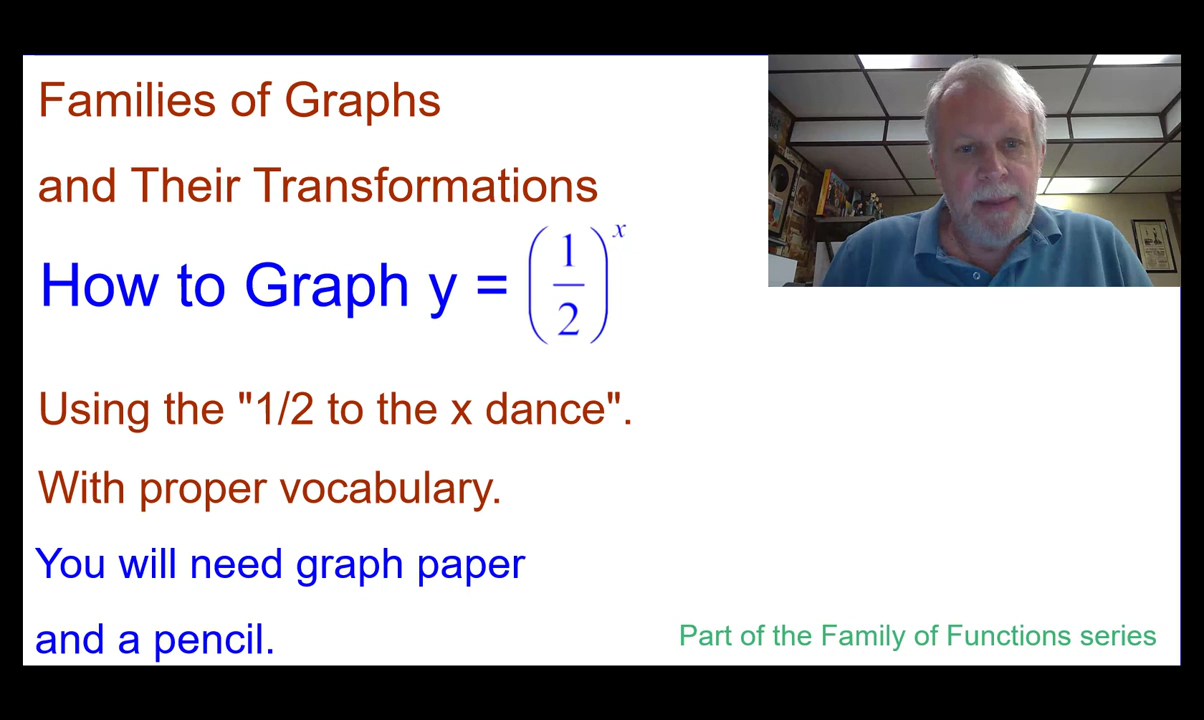 Families of Graphs
and Their Transformations
How to Graph y = (1/2)^x
Using the "1/2 to the x dance".
With proper vocabulary.
You will need graph paper
and a pencil.
Part of the Family of Functions series